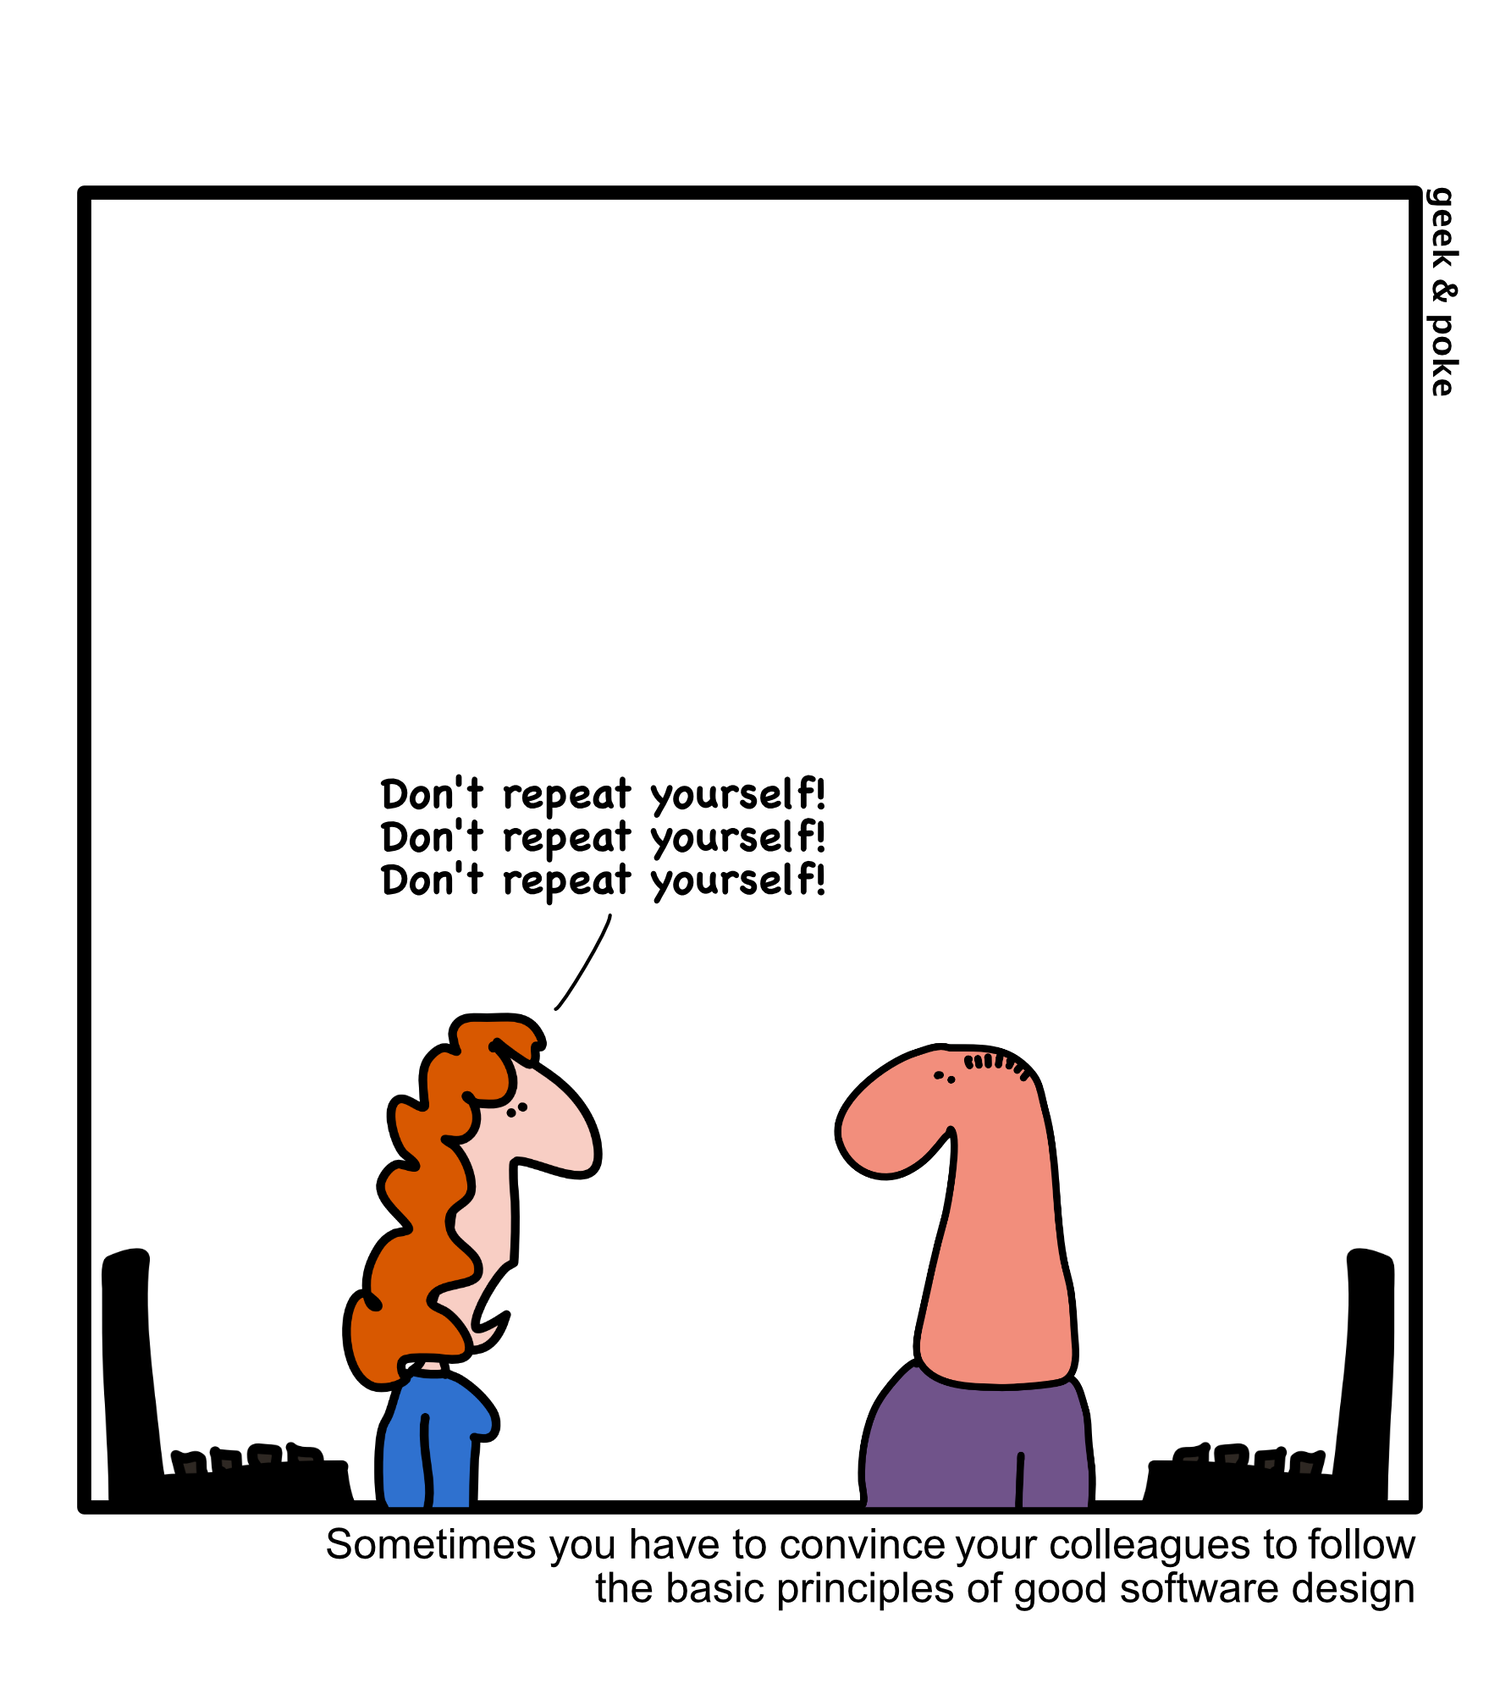 geek & poke
Don't repeat yourself!
Don't repeat yourself!
Don't repeat yourself!
Sometimes you have to convince your colleagues to follow
the basic principles of good software design